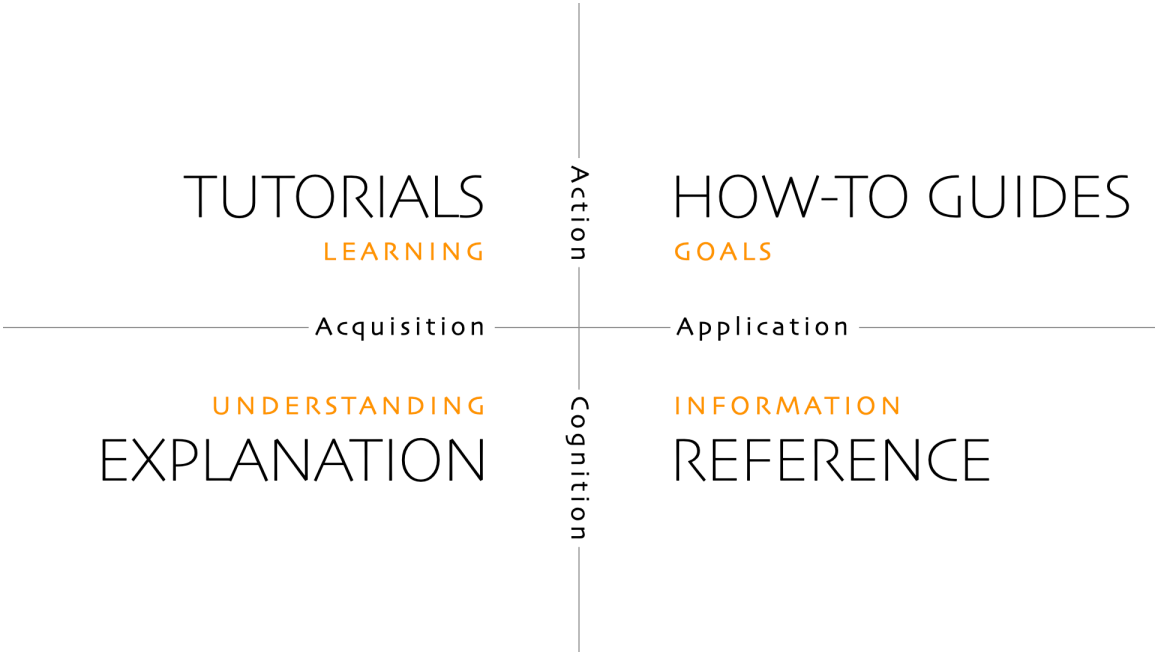 TUTORIALS
LEARNING
Action
HOW-TO GUIDES
GOALS
Acquisition
Application
UNDERSTANDING
EXPLANATION
Cognition
INFORMATION
REFERENCE